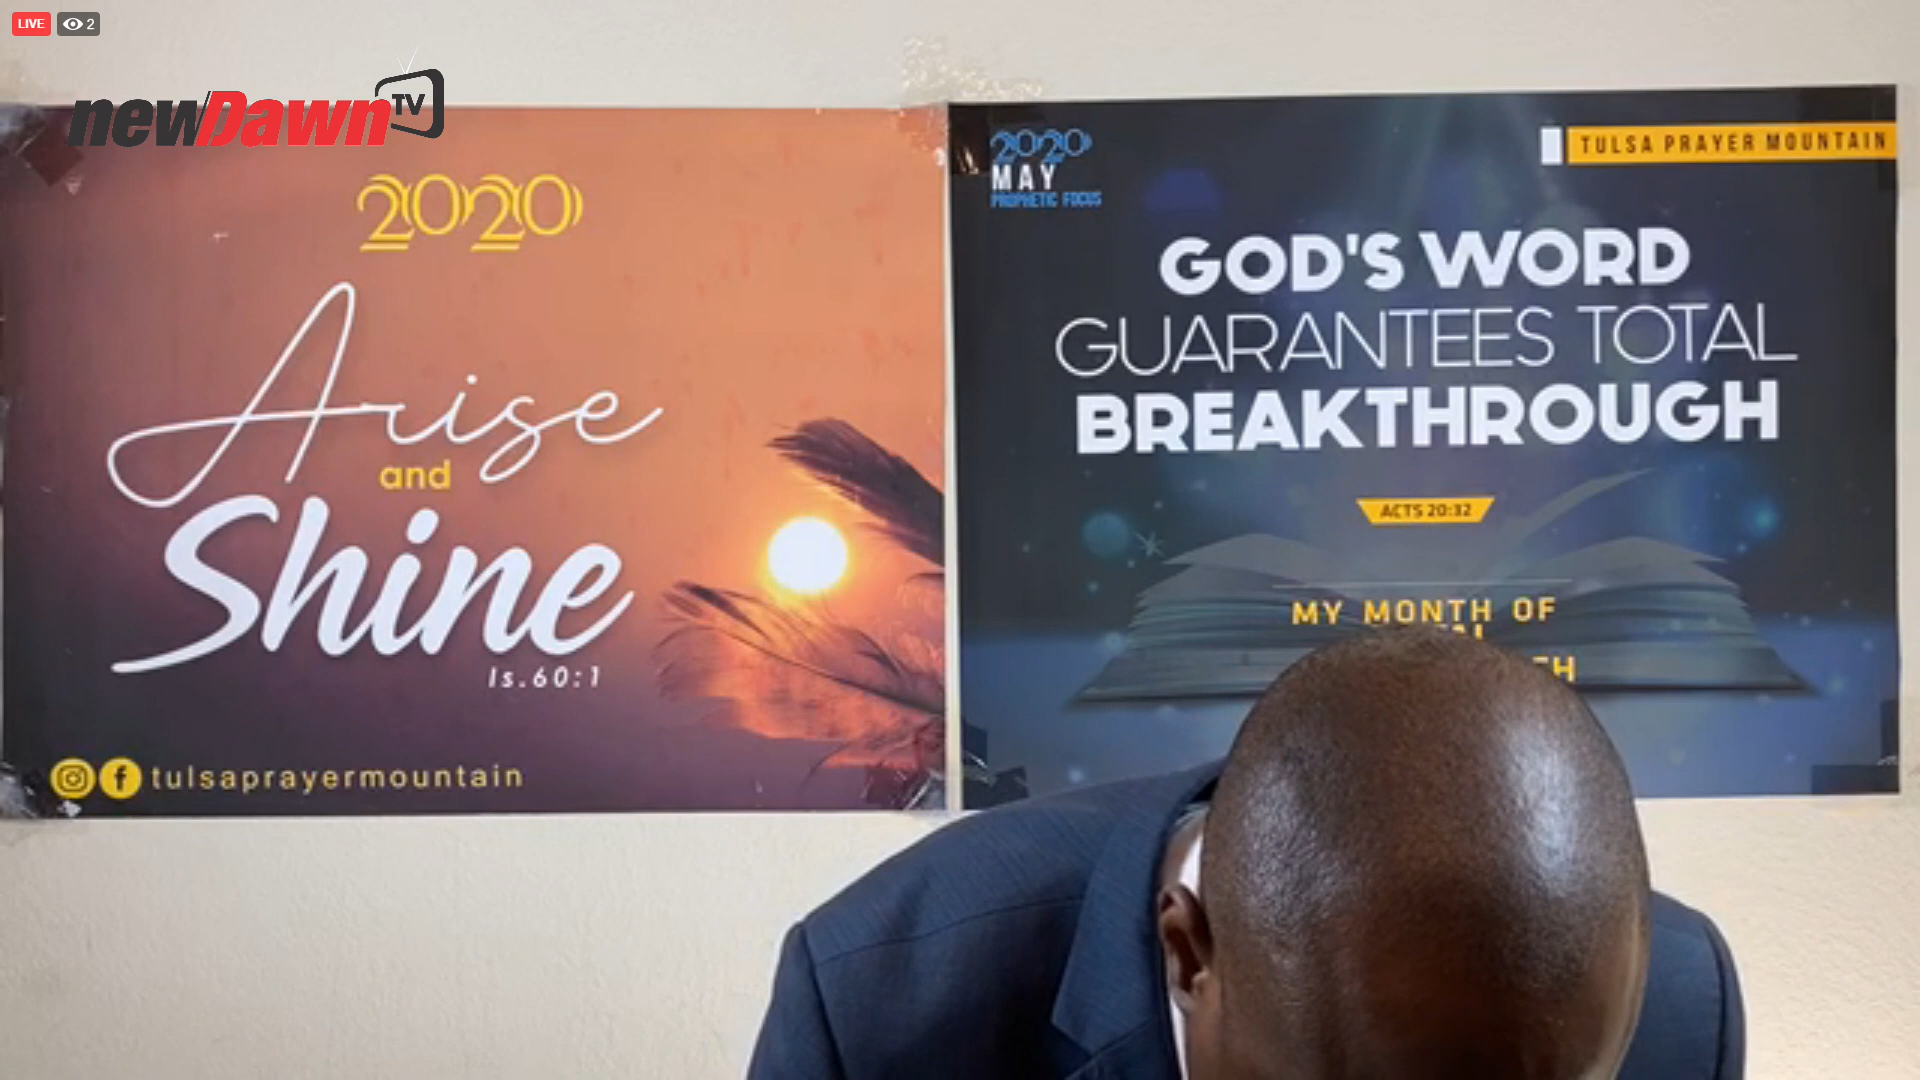 LIVE 2
newDawn TV
2020
Arise
and
Shine
Is.60:1
tulsaprayermountain
2020
MAY
PROPHETIC FOCUS
TULSA PRAYER MOUNTAIN
GOD'S WORD
GUARANTEES TOTAL
BREAKTHROUGH
ACTS 20:32
MY MONTH OF